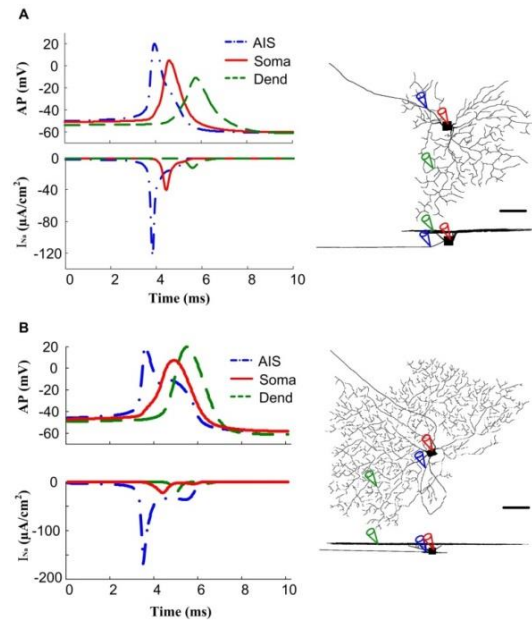 A
AP (mV)
20
0
-20
-40
-60
AIS
Soma
Dend
I Na (µA/cm²)
0
-40
-80
-120
0 2 4 6 8 10
Time (ms)
B
AP (mV)
20
0
-20
-40
-60
AIS
Soma
Dend
I Na (µA/cm²)
0
-100
-200
0 2 4 6 8 10
Time (ms)